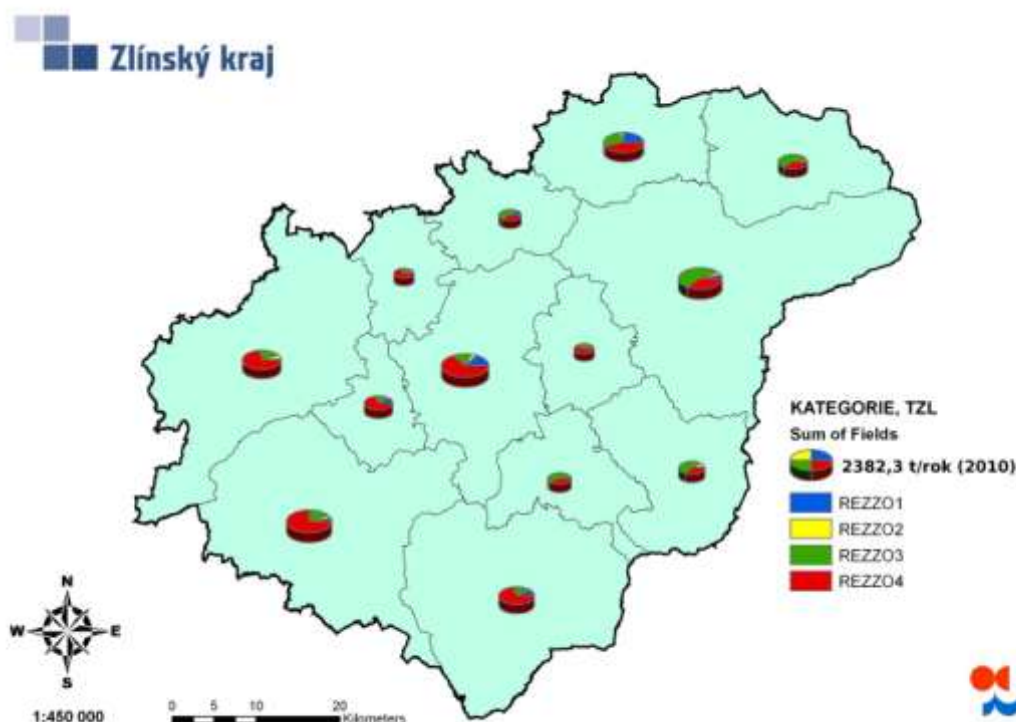 Zlínský kraj
KATEGORIE, TZL
Sum of Fields
2382,3 t/rok (2010)
REZZO1
REZZO2
REZZO3
REZZO4
N
W E
S
1:450 000
0 5 10 20
Kilometers